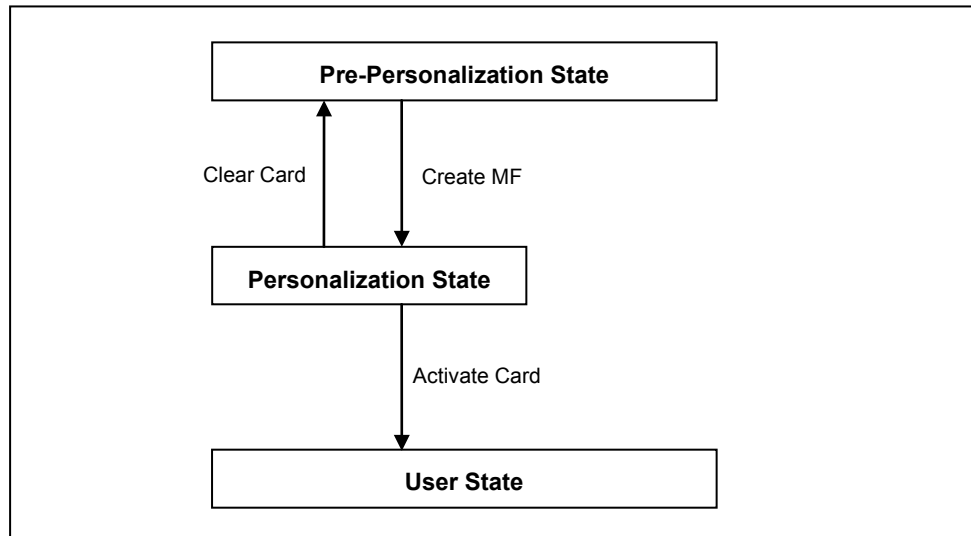 Pre-Personalization State
Clear Card
Create MF
Personalization State
Activate Card
User State